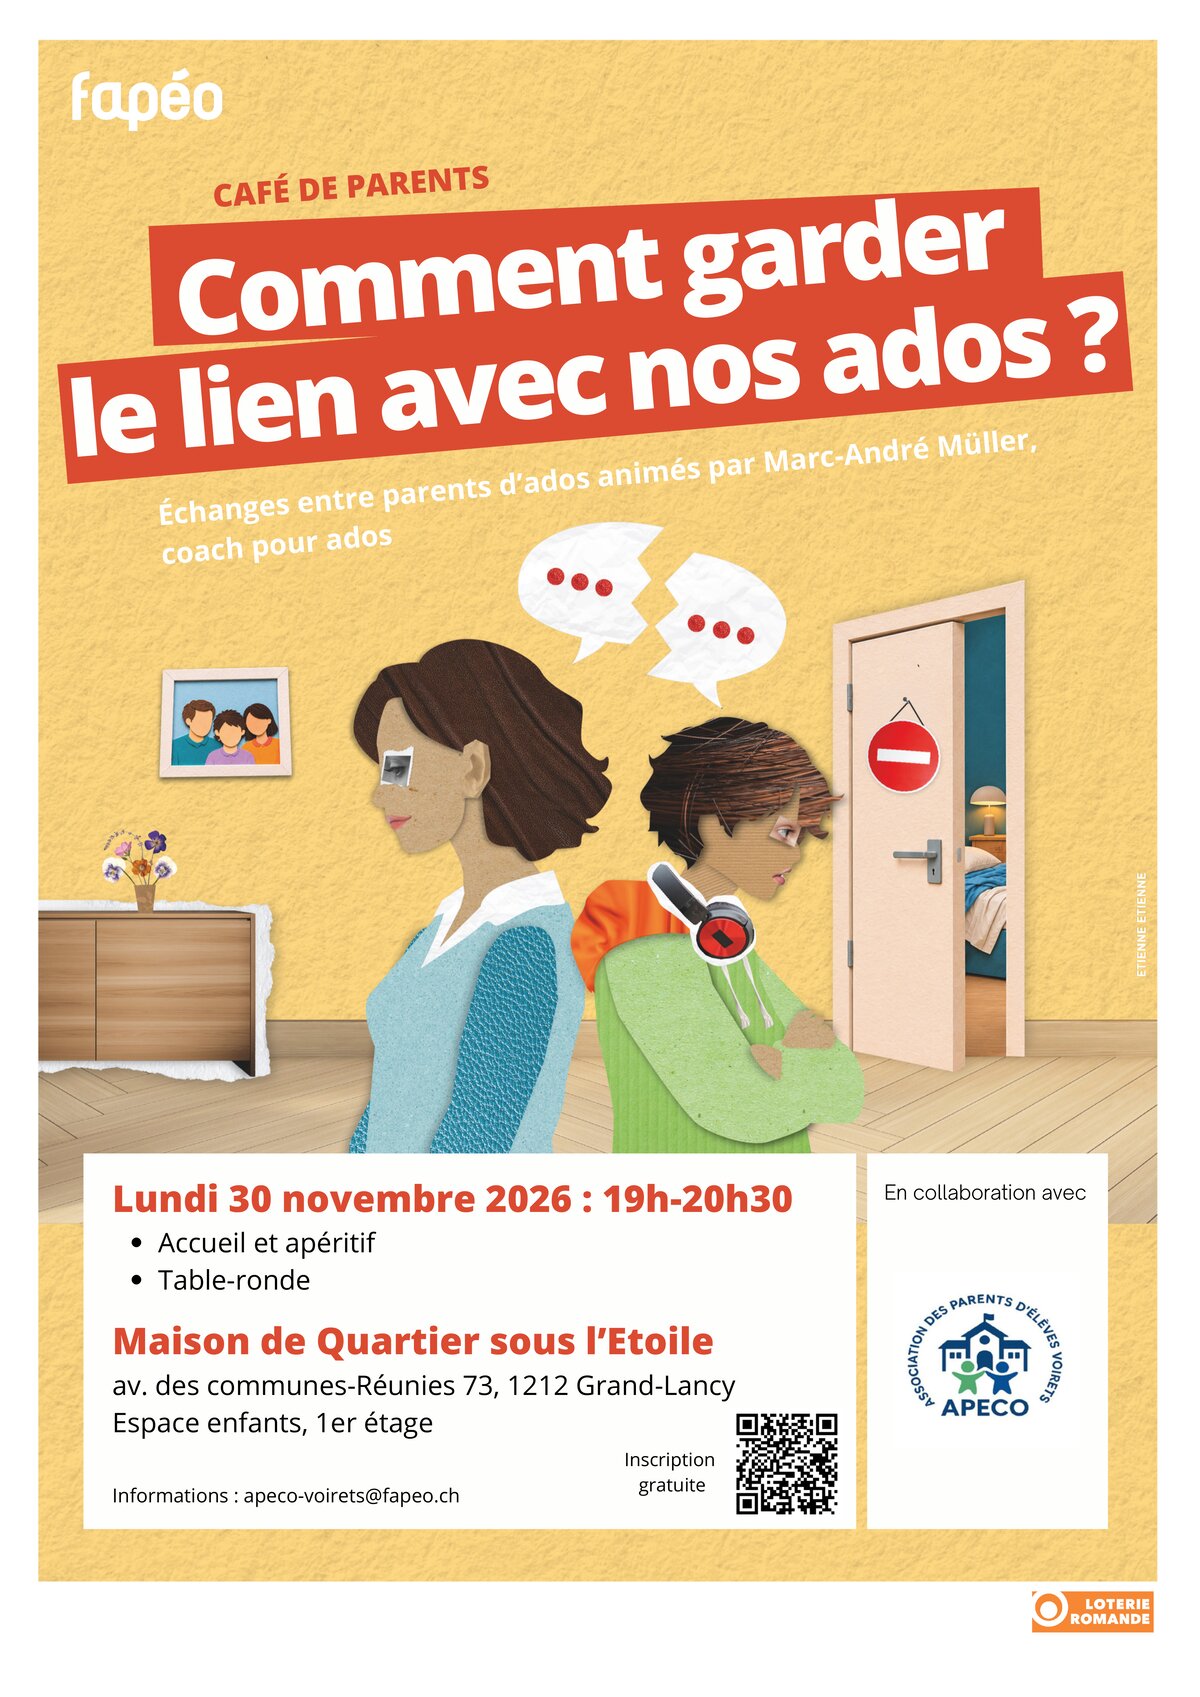 fapéo
CAFÉ DE PARENTS
Comment garder
le lien avec nos ados ?
Échanges entre parents d'ados animés par Marc-André Müller,
coach pour ados
ETIENNE ETIENNE
Lundi 30 novembre 2026 : 19h-20h30
• Accueil et apéritif
• Table-ronde
Maison de Quartier sous l'Etoile
av. des communes-Réunies 73, 1212 Grand-Lancy
Espace enfants, 1er étage
Inscription
gratuite
Informations : apeco-voirets@fapeo.ch
En collaboration avec
ASSOCIATION DES PARENTS D'ÉLÈVES VOIRETS
APECO
LOTERIE
ROMANDE